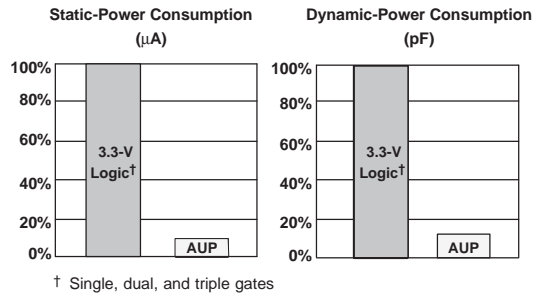 Static-Power Consumption
(μA)
100%
80%
60%
40%
20%
0%
3.3-V
Logic†
AUP
Dynamic-Power Consumption
(pF)
100%
80%
60%
40%
20%
0%
3.3-V
Logic†
AUP
† Single, dual, and triple gates